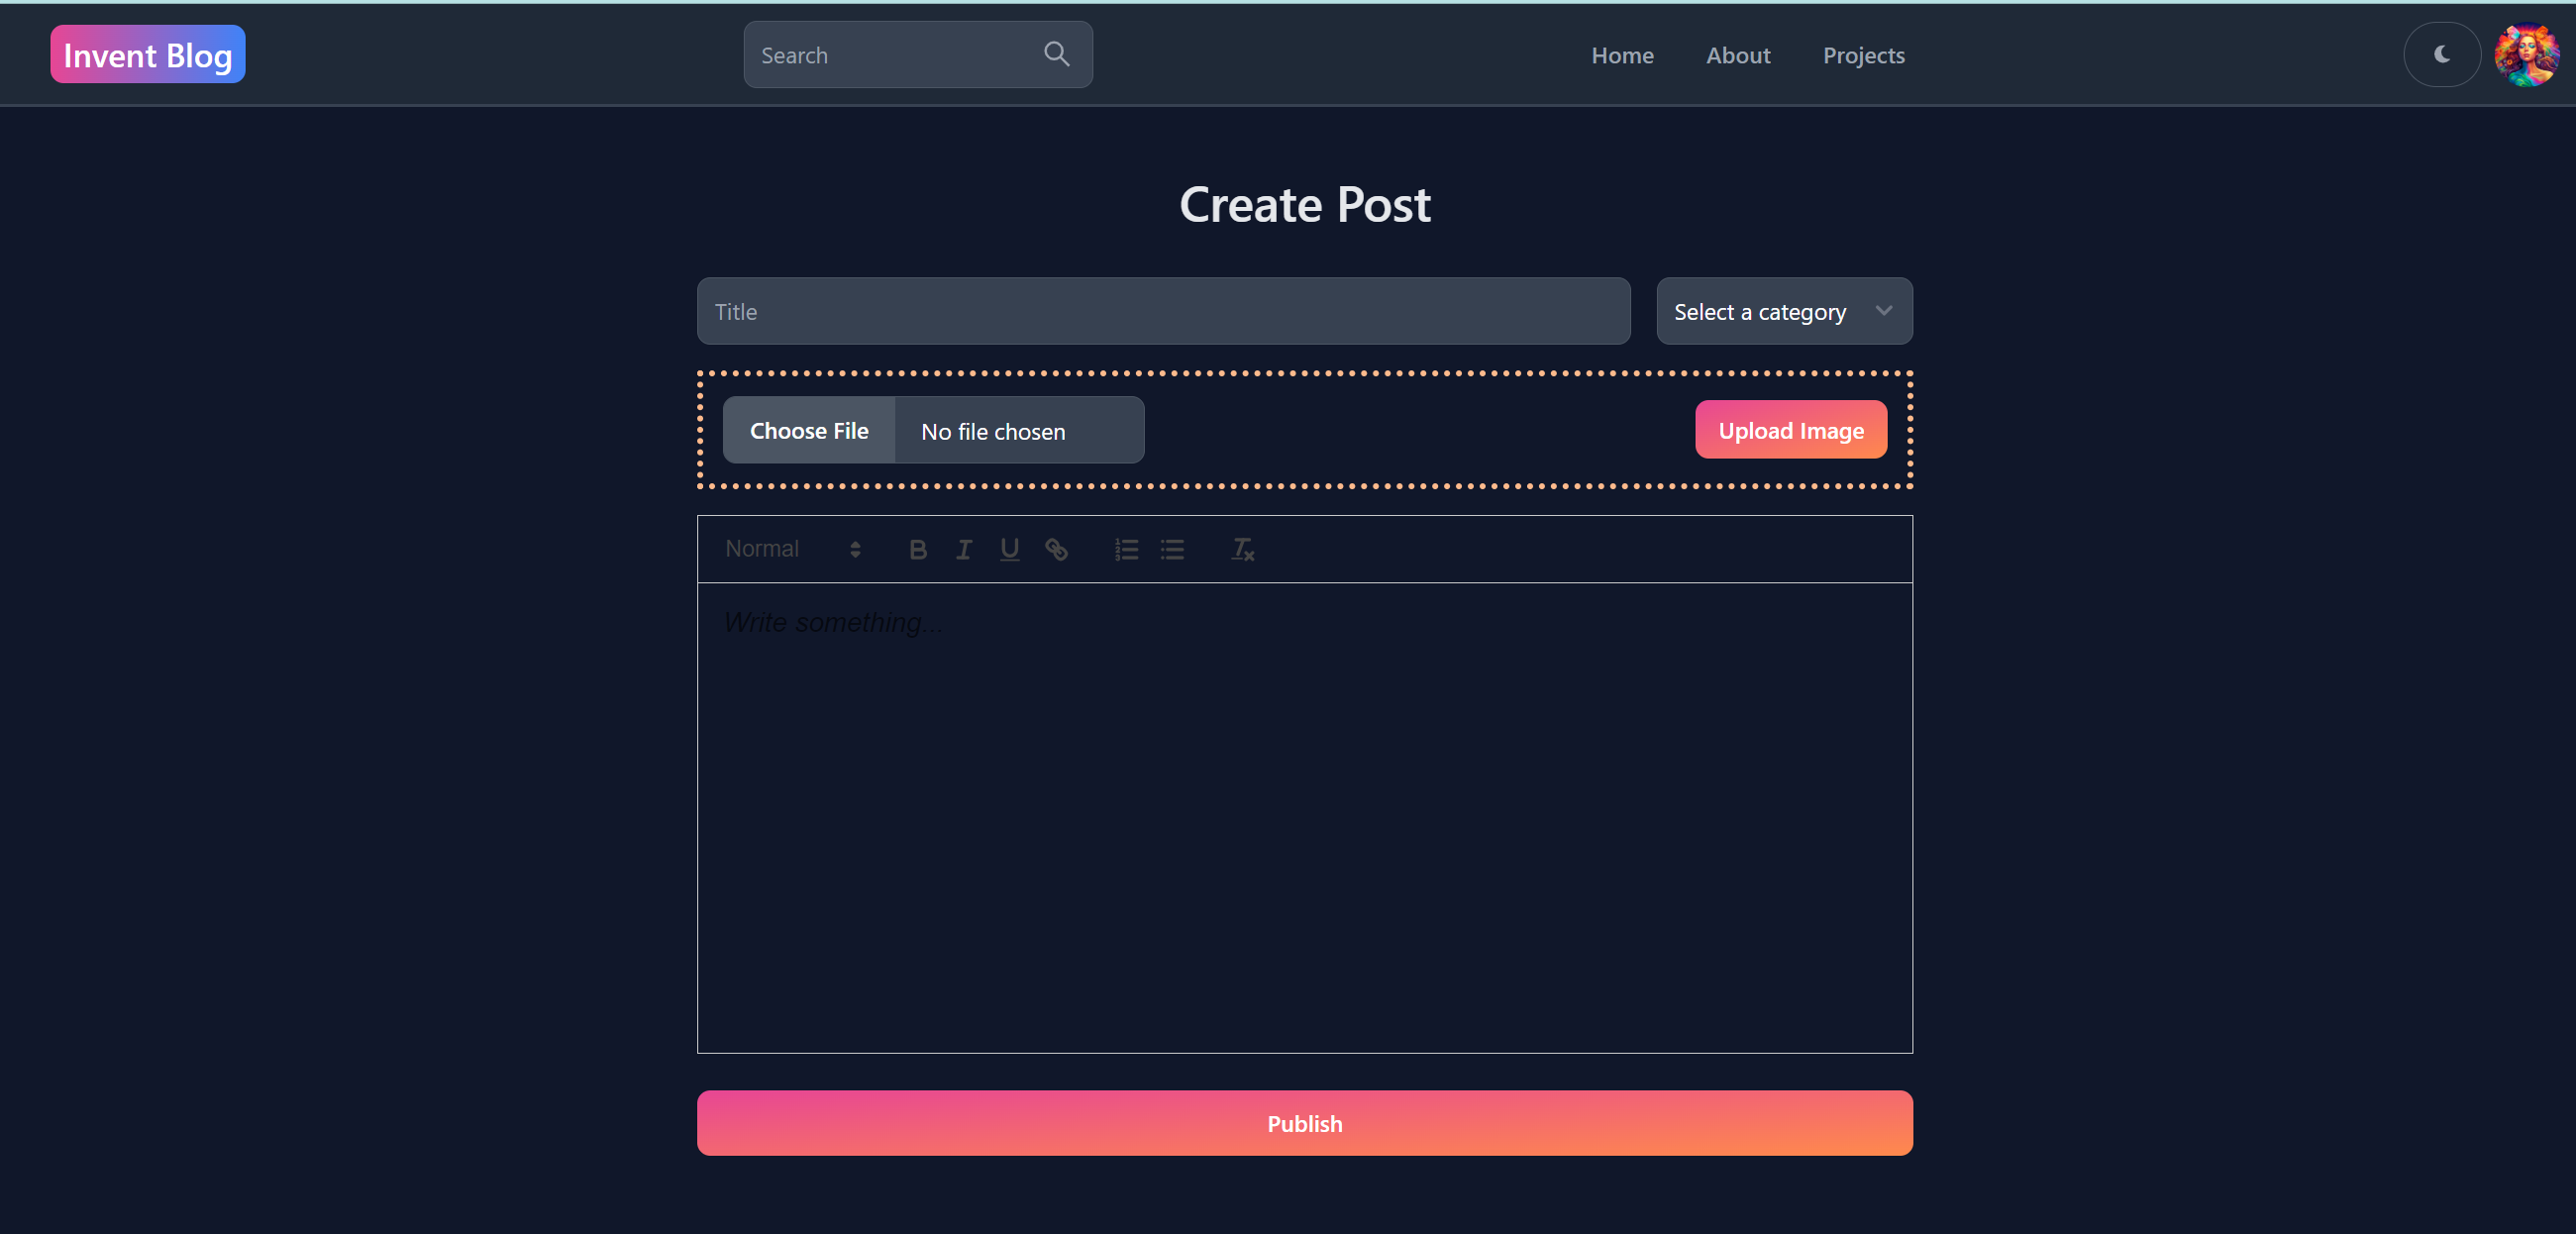 Invent Blog
Search
Home
About
Projects
Create Post
Title
Select a category
Choose File
No file chosen
Upload Image
Normal
Write something...
Publish